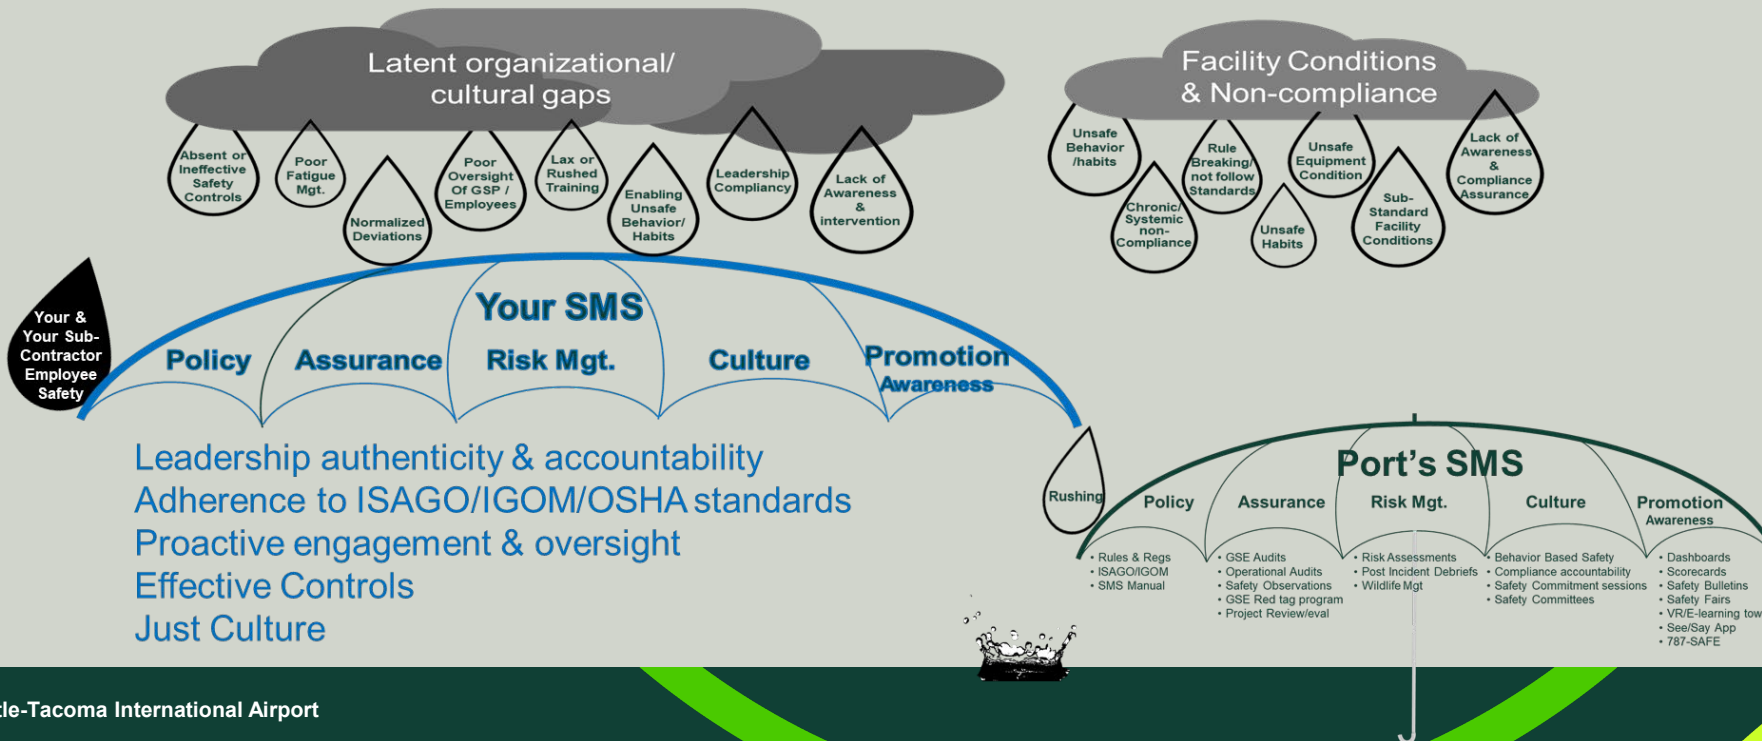 Latent organizational/
cultural gaps
Facility Conditions
& Non-compliance
Absent or
Ineffective
Safety
Controls
Poor
Fatigue
Mgt.
Normalized
Deviations
Poor
Oversight
Of GSP /
Employees
Lax or
Rushed
Training
Enabling
Unsafe
Behavior/
Habits
Leadership
Compliancy
Lack of
Awareness
&
intervention
Unsafe
Behavior
/habits
Chronic/
Systemic
non-
Compliance
Rule
Breaking/
not follow
Standards
Unsafe
Habits
Unsafe
Equipment
Condition
Sub-
Standard
Facility
Conditions
Lack of
Awareness
&
Compliance
Assurance
Your &
Your Sub-
Contractor
Employee
Safety
Your SMS
Policy
Assurance
Risk Mgt.
Culture
Promotion
Awareness
Leadership authenticity & accountability
Adherence to ISAGO/IGOM/OSHA standards
Proactive engagement & oversight
Effective Controls
Just Culture
Rushing
Port's SMS
Policy
Assurance
Risk Mgt.
Culture
Promotion
Awareness
• Rules & Regs
• ISAGO/IGOM
• SMS Manual
• GSE Audits
• Operational Audits
• Safety Observations
• GSE Red tag program
• Project Review/eval
• Risk Assessments
• Post Incident Debriefs
• Wildlife Mgt
• Behavior Based Safety
• Compliance accountability
• Safety Commitment sessions
• Safety Committees
• Dashboards
• Scorecards
• Safety Bulletins
• Safety Fairs
• VR/E-learning tow
• See/Say App
• 787-SAFE
tle-Tacoma International Airport